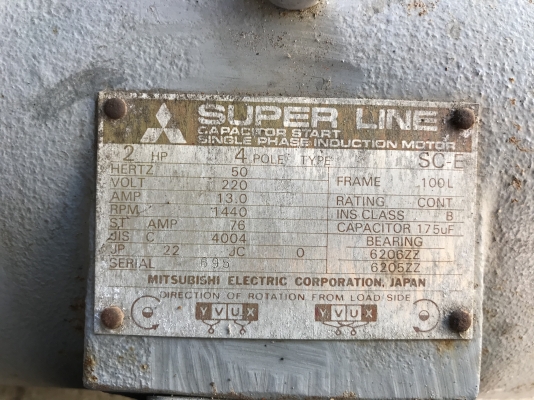 SUPER LINE
CAPACITOR START
SINGLE PHASE INDUCTION MOTOR
2 HP 4 POLE TYPE SC-E
HERTZ 50 FRAME 100L
VOLT 220
AMP 13.0 RATING CONT
RPM 1440 INS CLASS B
S.T AMP 76 CAPACITOR 175uF
JIS C 4004 BEARING
JP 22 JC 0 6206ZZ
SERIAL 6205ZZ
MITSUBISHI ELECTRIC CORPORATION, JAPAN
DIRECTION OF ROTATION FROM LOAD SIDE
Y V U X Y V U X